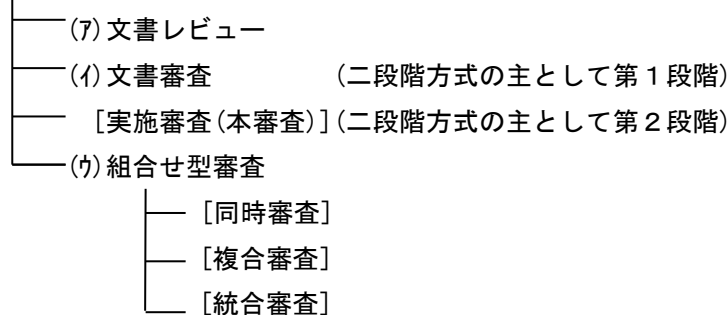 (ｱ)文書レビュー
(ｲ)文書審査 (二段階方式の主として第１段階)
[実施審査(本審査)](二段階方式の主として第２段階)
(ｳ)組合せ型審査
[同時審査]
[複合審査]
[統合審査]